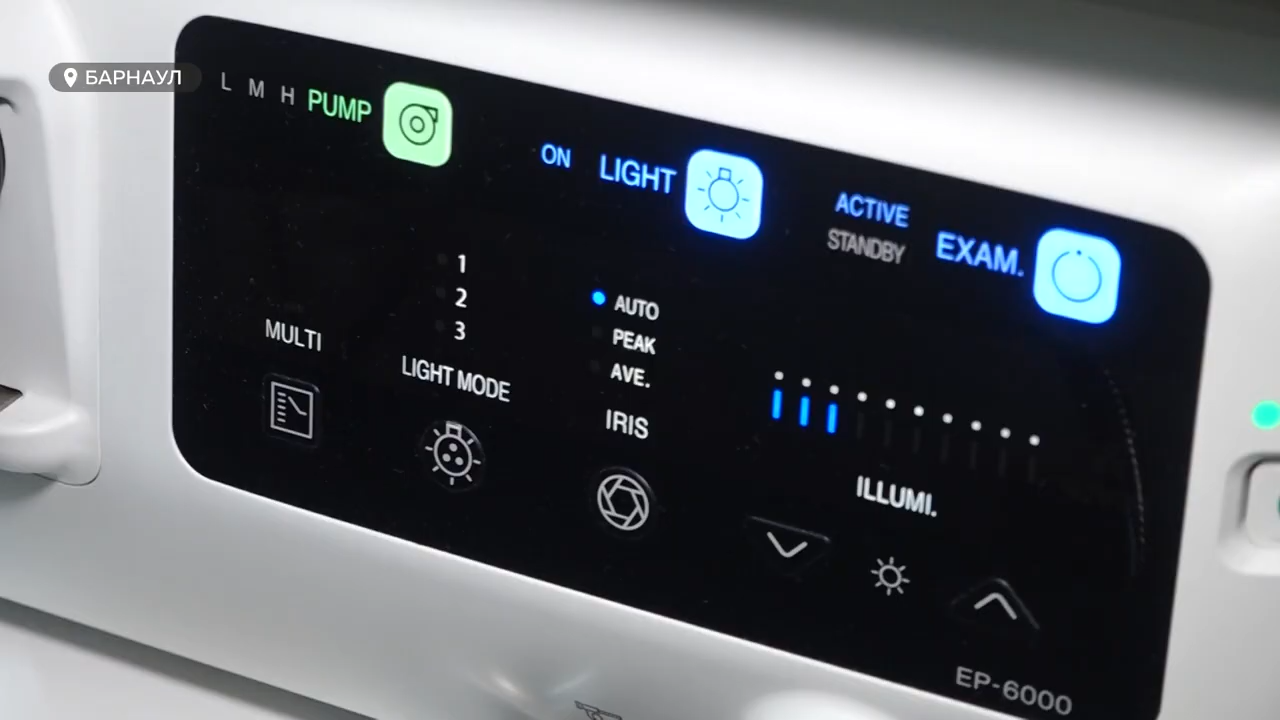 БАРНАУЛ
L M H PUMP
ON LIGHT
ACTIVE
STANDBY
EXAM.
1
2
3
LIGHT MODE
MULTI
AUTO
PEAK
AVE.
IRIS
ILLUMI.
EP-6000